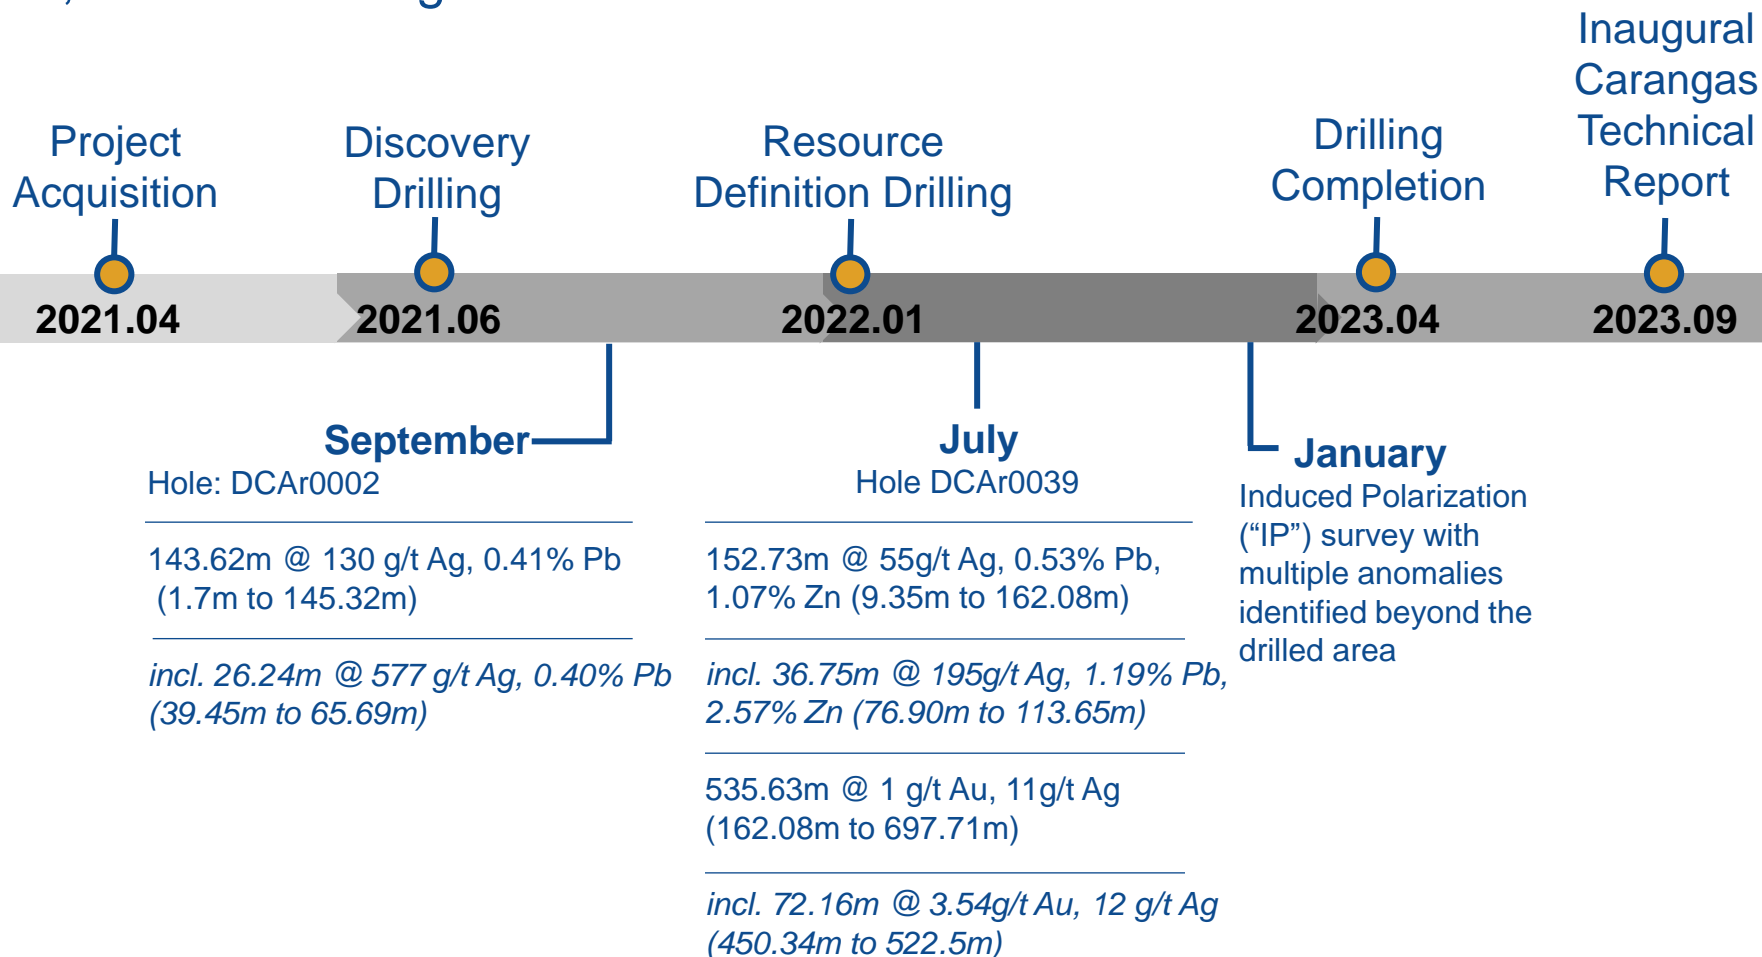 Project
Acquisition
Discovery
Drilling
Resource
Definition Drilling
Drilling
Completion
Inaugural
Carangas
Technical
Report
2021.04
2021.06
2022.01
2023.04
2023.09
September
Hole: DCAr0002
143.62m @ 130 g/t Ag, 0.41% Pb
(1.7m to 145.32m)
incl. 26.24m @ 577 g/t Ag, 0.40% Pb
(39.45m to 65.69m)
July
Hole DCAr0039
152.73m @ 55g/t Ag, 0.53% Pb,
1.07% Zn (9.35m to 162.08m)
incl. 36.75m @ 195g/t Ag, 1.19% Pb,
2.57% Zn (76.90m to 113.65m)
535.63m @ 1 g/t Au, 11g/t Ag
(162.08m to 697.71m)
incl. 72.16m @ 3.54g/t Au, 12 g/t Ag
(450.34m to 522.5m)
January
Induced Polarization
(“IP”) survey with
multiple anomalies
identified beyond the
drilled area